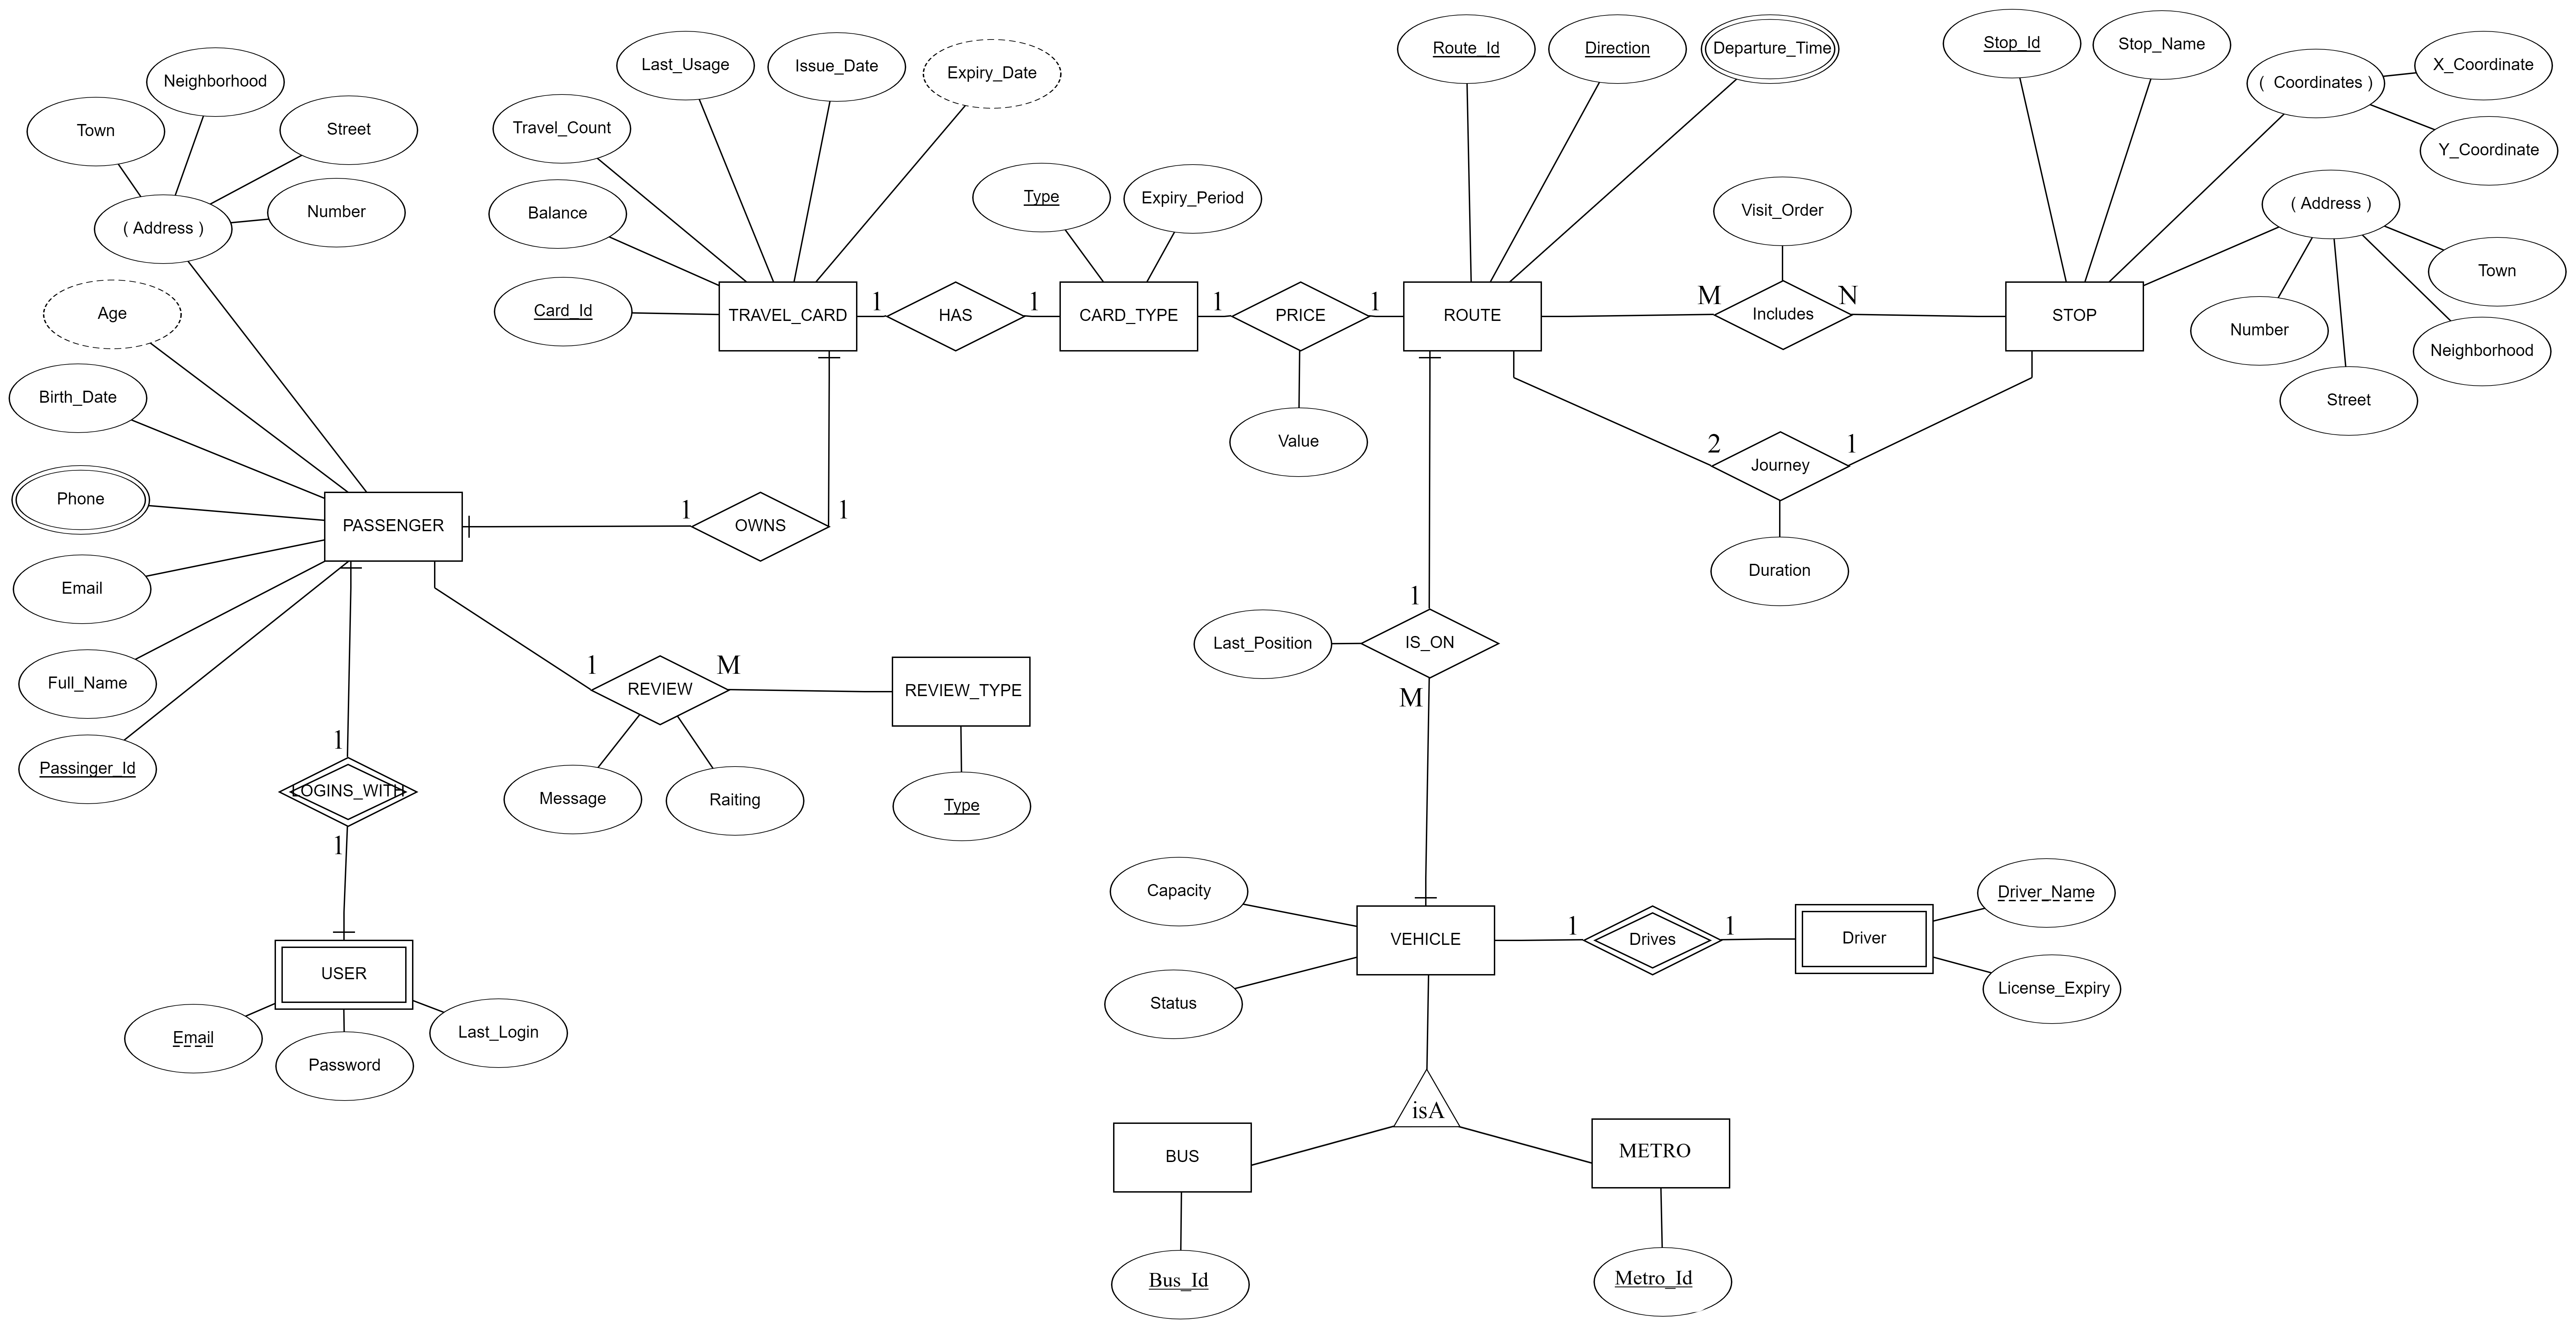 Neighborhood
Town
Street
( Address )
Number
Age
Birth_Date
Phone
Email
Full_Name
Passinger_Id
PASSENGER
Last_Usage
Issue_Date
Expiry_Date
Travel_Count
Balance
Card_Id
TRAVEL_CARD
1
HAS
1
Type
Expiry_Period
CARD_TYPE
1
PRICE
1
Value
1
OWNS
1
Route_Id
Direction
Departure_Time
ROUTE
M
Visit_Order
Includes
N
Stop_Id
Stop_Name
( Coordinates )
X_Coordinate
Y_Coordinate
( Address )
Town
Number
Neighborhood
Street
STOP
2
Journey
1
Duration
1
LOGINS_WITH
1
USER
Email
Password
Last_Login
1
REVIEW
M
Message
Raiting
REVIEW_TYPE
Type
1
Last_Position
IS_ON
M
Capacity
Status
VEHICLE
1
Drives
1
Driver
Driver_Name
License_Expiry
isA
BUS
METRO
Bus_Id
Metro_Id